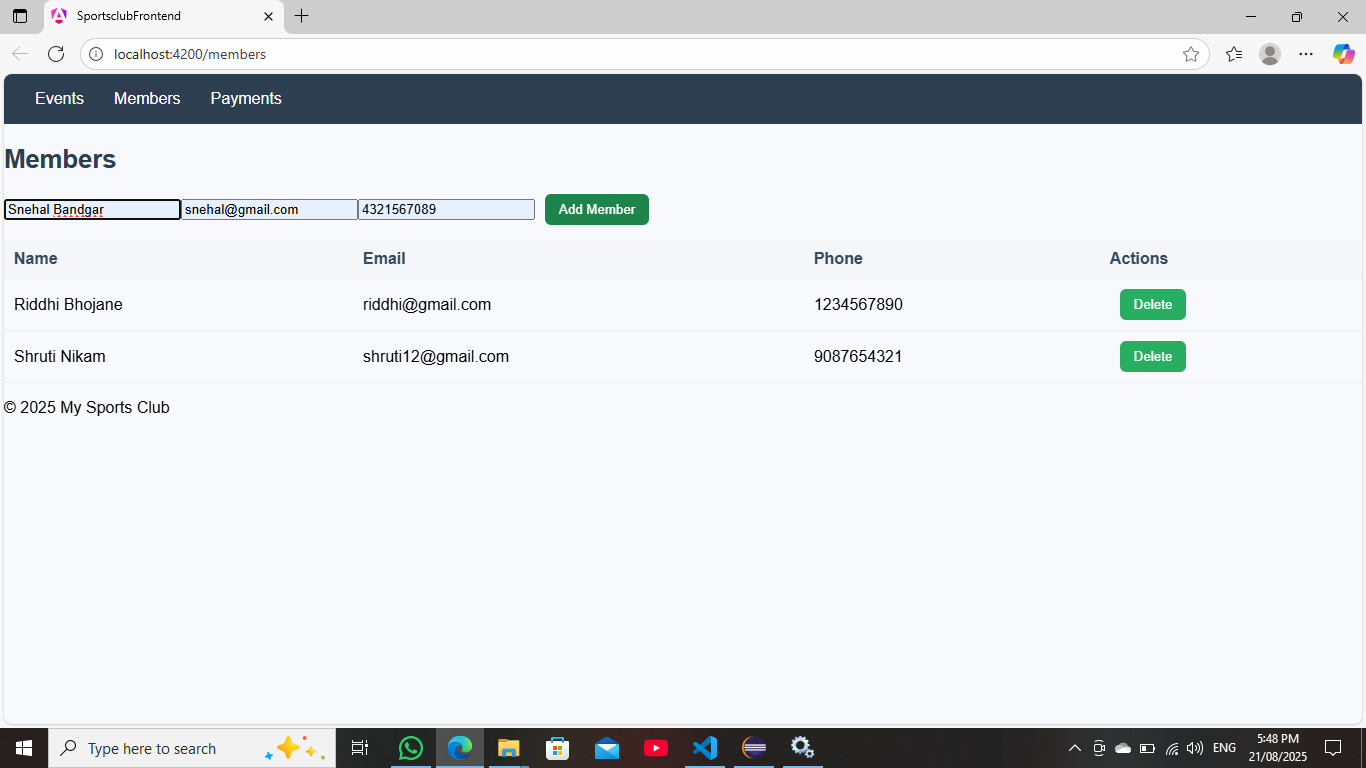 SportsclubFrontend
localhost:4200/members
Events Members Payments
Members
Snehal Bandgar snehal@gmail.com 4321567089 Add Member
Name Email Phone Actions
Riddhi Bhojane riddhi@gmail.com 1234567890 Delete
Shruti Nikam shruti12@gmail.com 9087654321 Delete
© 2025 My Sports Club
Type here to search
ENG
5:48 PM
21/08/2025